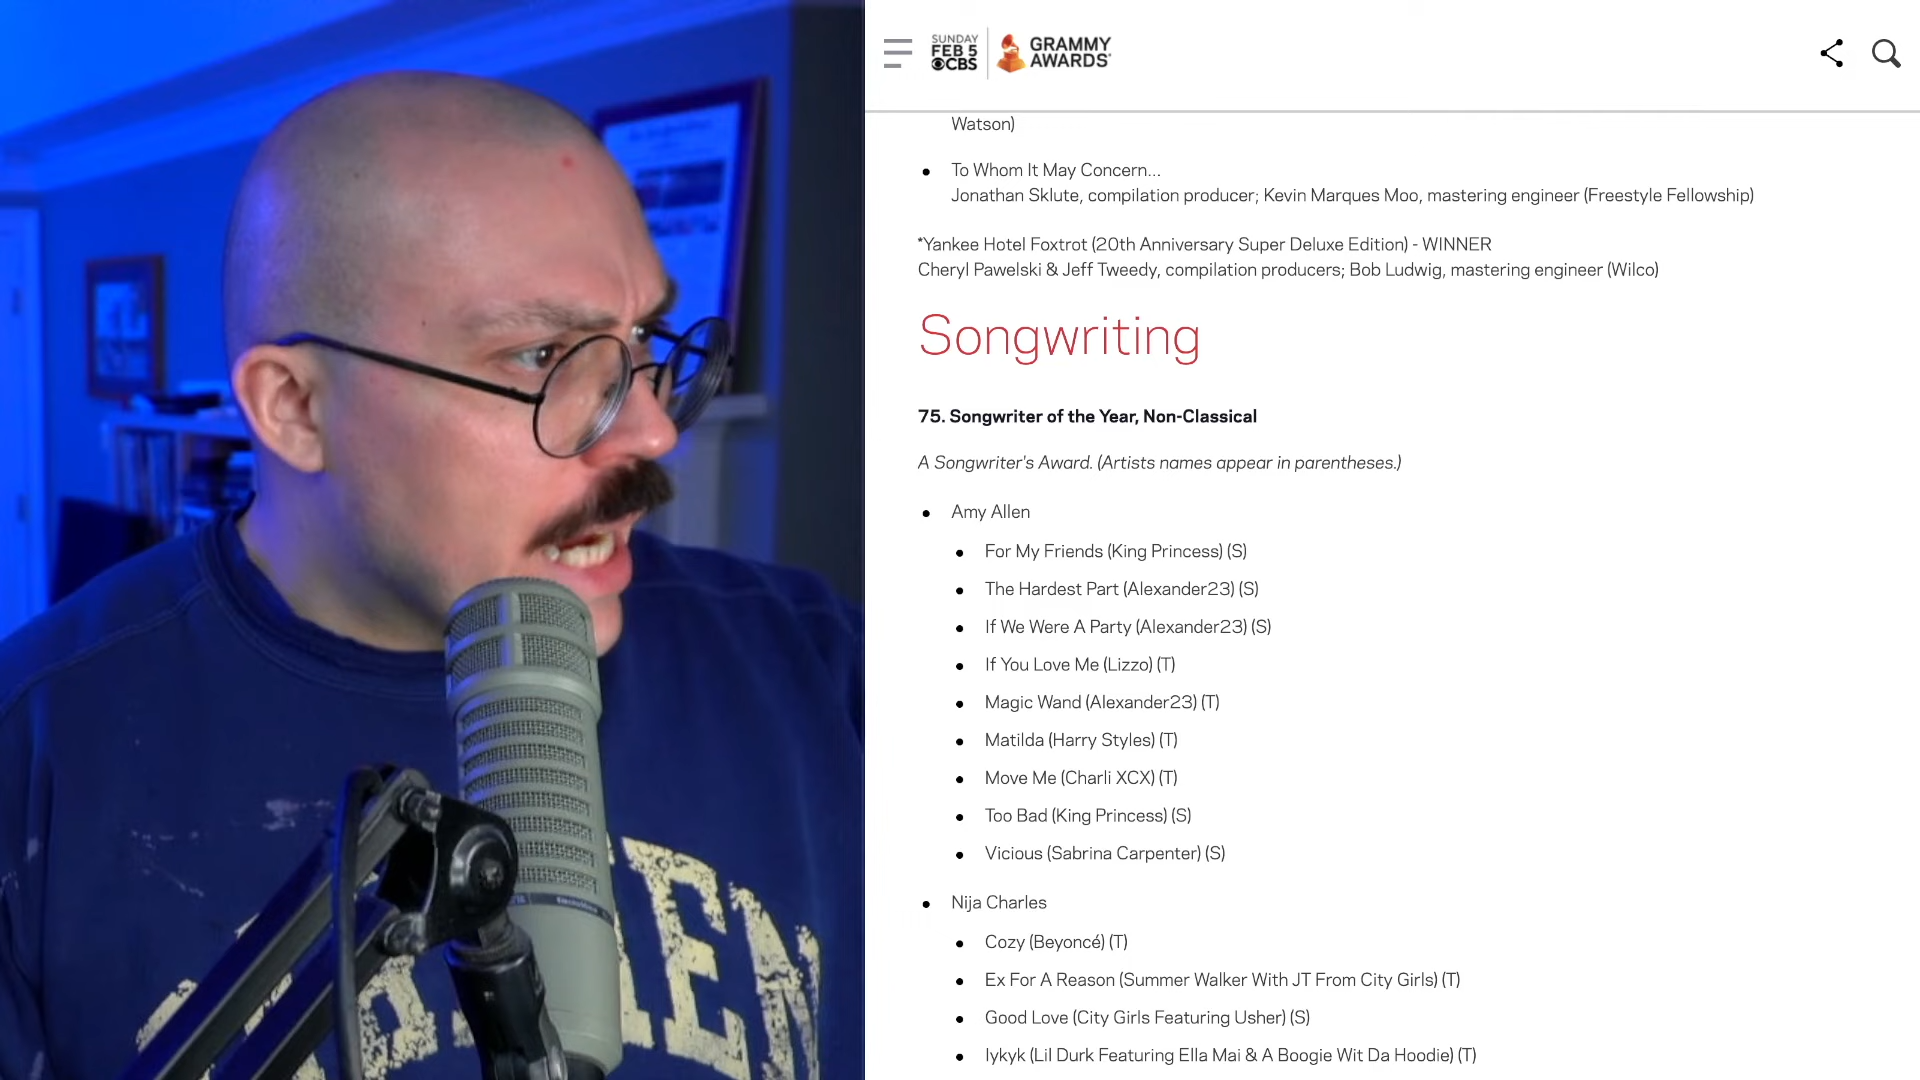 SUNDAY
FEB 5
CBS
GRAMMY
AWARDS
Watson)
• To Whom It May Concern...
Jonathan Sklute, compilation producer; Kevin Marques Moo, mastering engineer (Freestyle Fellowship)
*Yankee Hotel Foxtrot (20th Anniversary Super Deluxe Edition) - WINNER
Cheryl Pawelski & Jeff Tweedy, compilation producers; Bob Ludwig, mastering engineer (Wilco)
Songwriting
75. Songwriter of the Year, Non-Classical
A Songwriter's Award. (Artists names appear in parentheses.)
• Amy Allen
• For My Friends (King Princess) (S)
• The Hardest Part (Alexander23) (S)
• If We Were A Party (Alexander23) (S)
• If You Love Me (Lizzo) (T)
• Magic Wand (Alexander23) (T)
• Matilda (Harry Styles) (T)
• Move Me (Charli XCX) (T)
• Too Bad (King Princess) (S)
• Vicious (Sabrina Carpenter) (S)
• Nija Charles
• Cozy (Beyoncé) (T)
• Ex For A Reason (Summer Walker With JT From City Girls) (T)
• Good Love (City Girls Featuring Usher) (S)
• Iykyk (Lil Durk Featuring Ella Mai & A Boogie Wit Da Hoodie) (T)